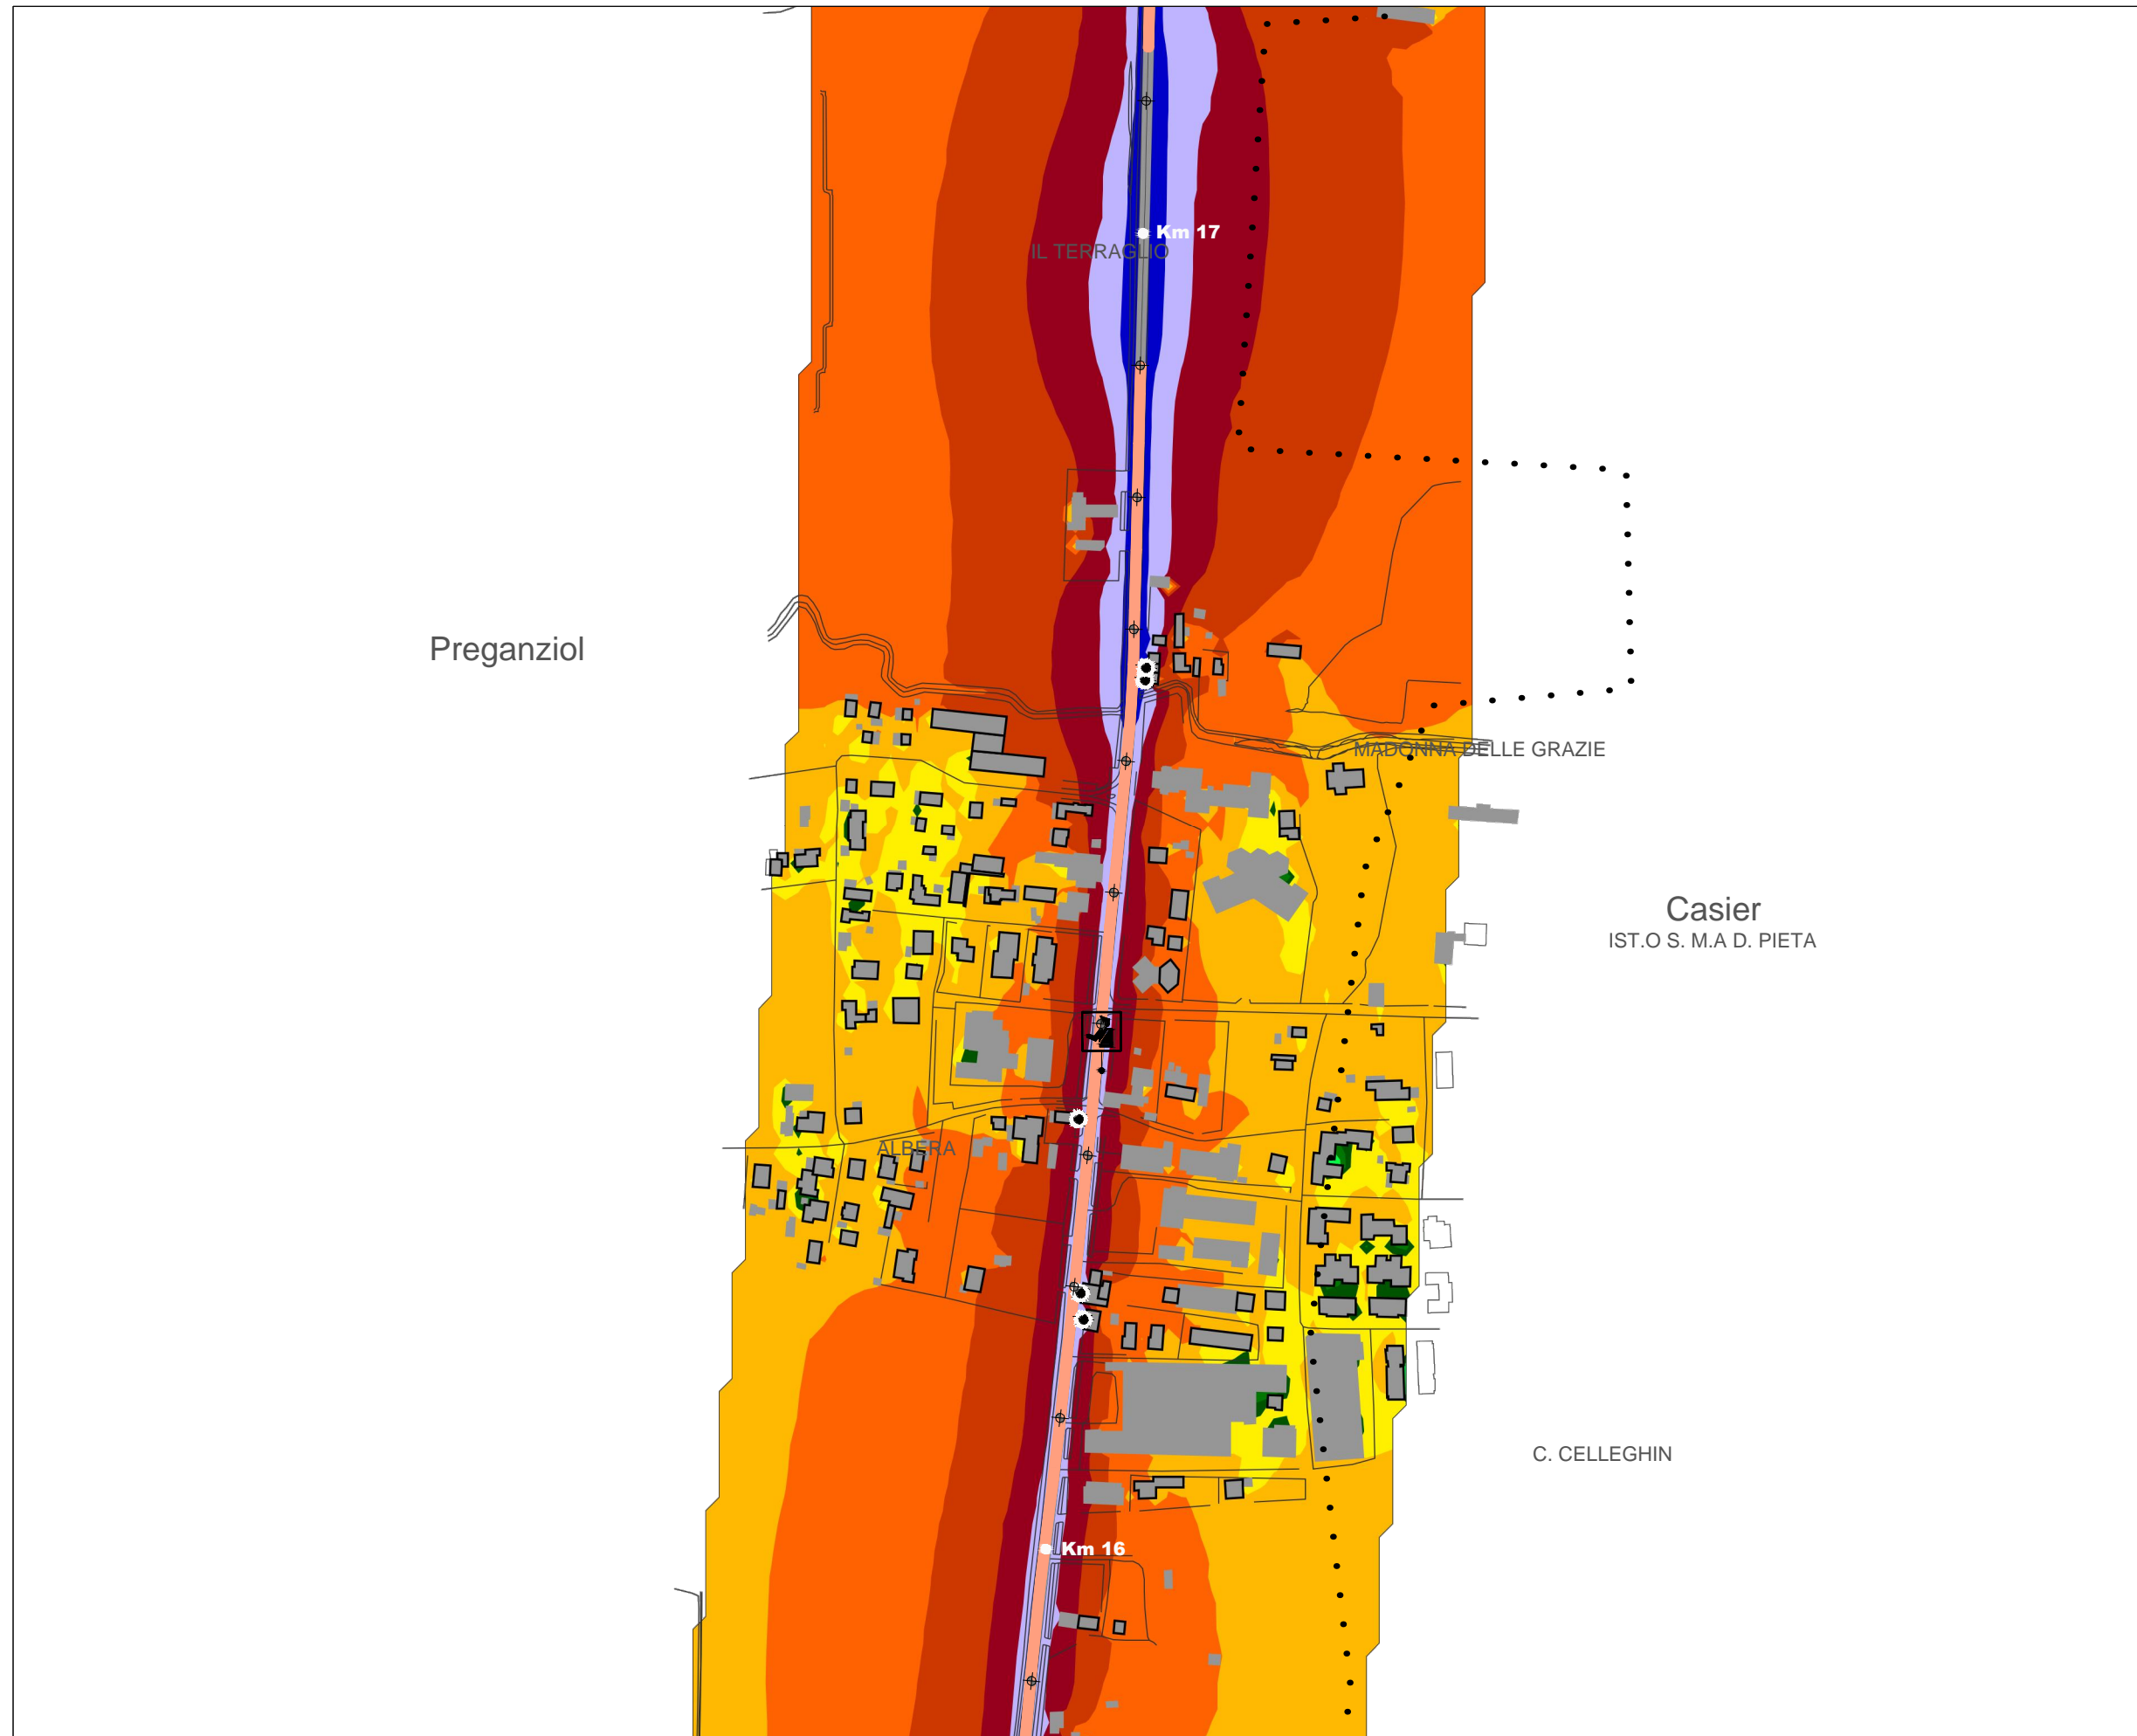 Km 17
IL TERRAGLIO
Preganziol
MADONNA DELLE GRAZIE
Casier
IST.O S. M.A D. PIETA
ALBERA
C. CELLEGHIN
Km 16